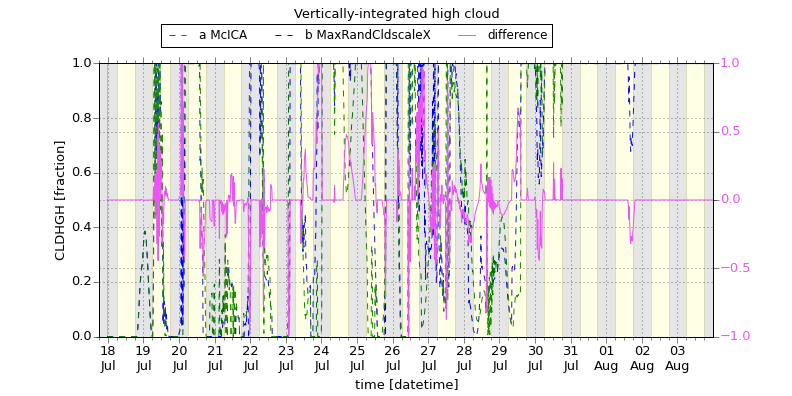 Vertically-integrated high cloud
a McICA b MaxRandCldscaleX difference
CLDHGH [fraction]
1.0
0.8
0.6
0.4
0.2
0.0
1.0
0.5
0.0
−0.5
−1.0
18 19 20 21 22 23 24 25 26 27 28 29 30 31 01 02 03
Jul Jul Jul Jul Jul Jul Jul Jul Jul Jul Jul Jul Jul Jul Aug Aug Aug
time [datetime]